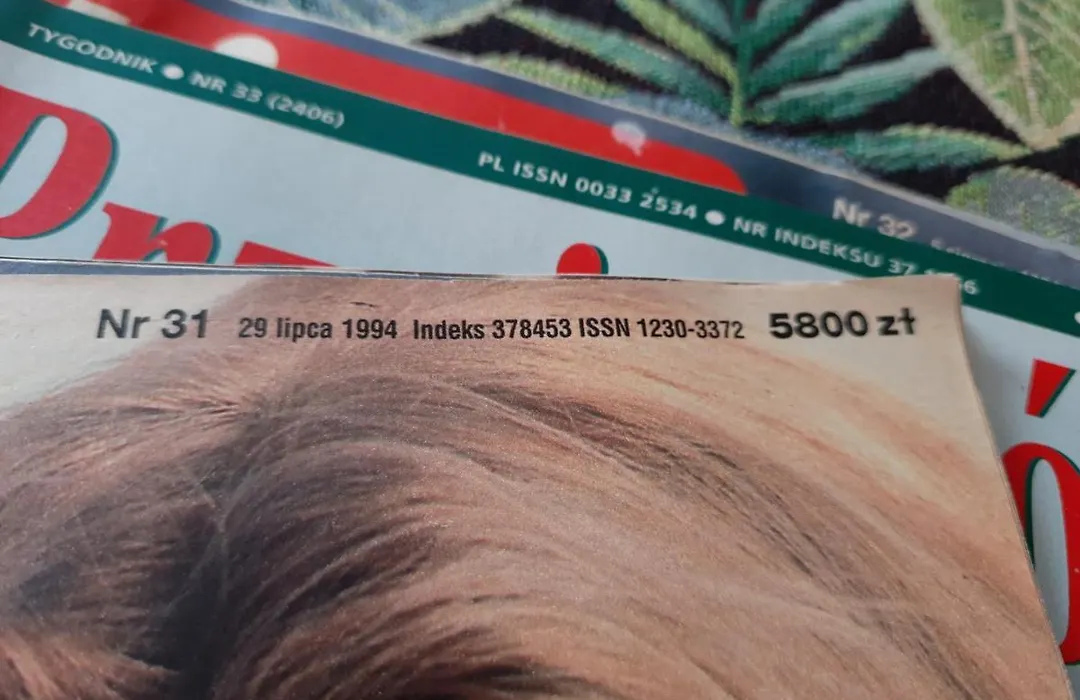 TYGODNIK ● NR 33 (2406)
PL ISSN 0033 2534 ● NR INDEKSU 37
Nr 32
Nr 31 29 lipca 1994 Indeks 378453 ISSN 1230-3372 5800 zł